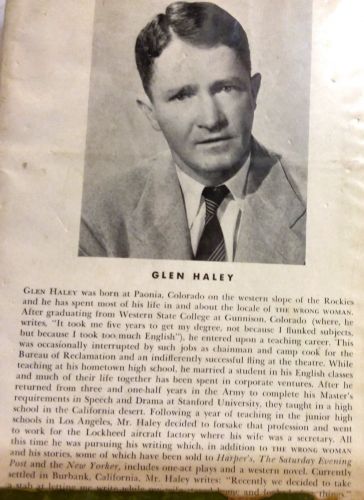 GLEN HALEY
GLEN HALEY was born at Paonia, Colorado on the western slope of the Rockies
and he has spent most of his life in and about the locale of THE WRONG WOMAN.
After graduating from Western State College at Gunnison, Colorado (where, he
writes, "It took me five years to get my degree, not because I flunked subjects,
but because I took too much English"), he entered upon a teaching career. This
was occasionally interrupted by such jobs as chainman and camp cook for the
Bureau of Reclamation and an indifferently successful fling at the theatre. While
teaching at his hometown high school, he married a student in his English classes
and much of their life together has been spent in corporate ventures. After he
returned from three and one-half years in the Army to complete his Master's
requirements in Speech and Drama at Stanford University, they taught in a high
school in the California desert. Following a year of teaching in the junior high
schools in Los Angeles, Mr. Haley decided to forsake that profession and went
to work for the Lockheed aircraft factory where his wife was a secretary. All
this time he was pursuing his writing which, in addition to THE WRONG WOMAN
and his stories, some of which have been sold to Harper's, The Saturday Evening
Post and the New Yorker, includes one-act plays and a western novel. Currently
settled in Burbank, California, Mr. Haley writes: "Recently we decided to take
a stab at letting me write while